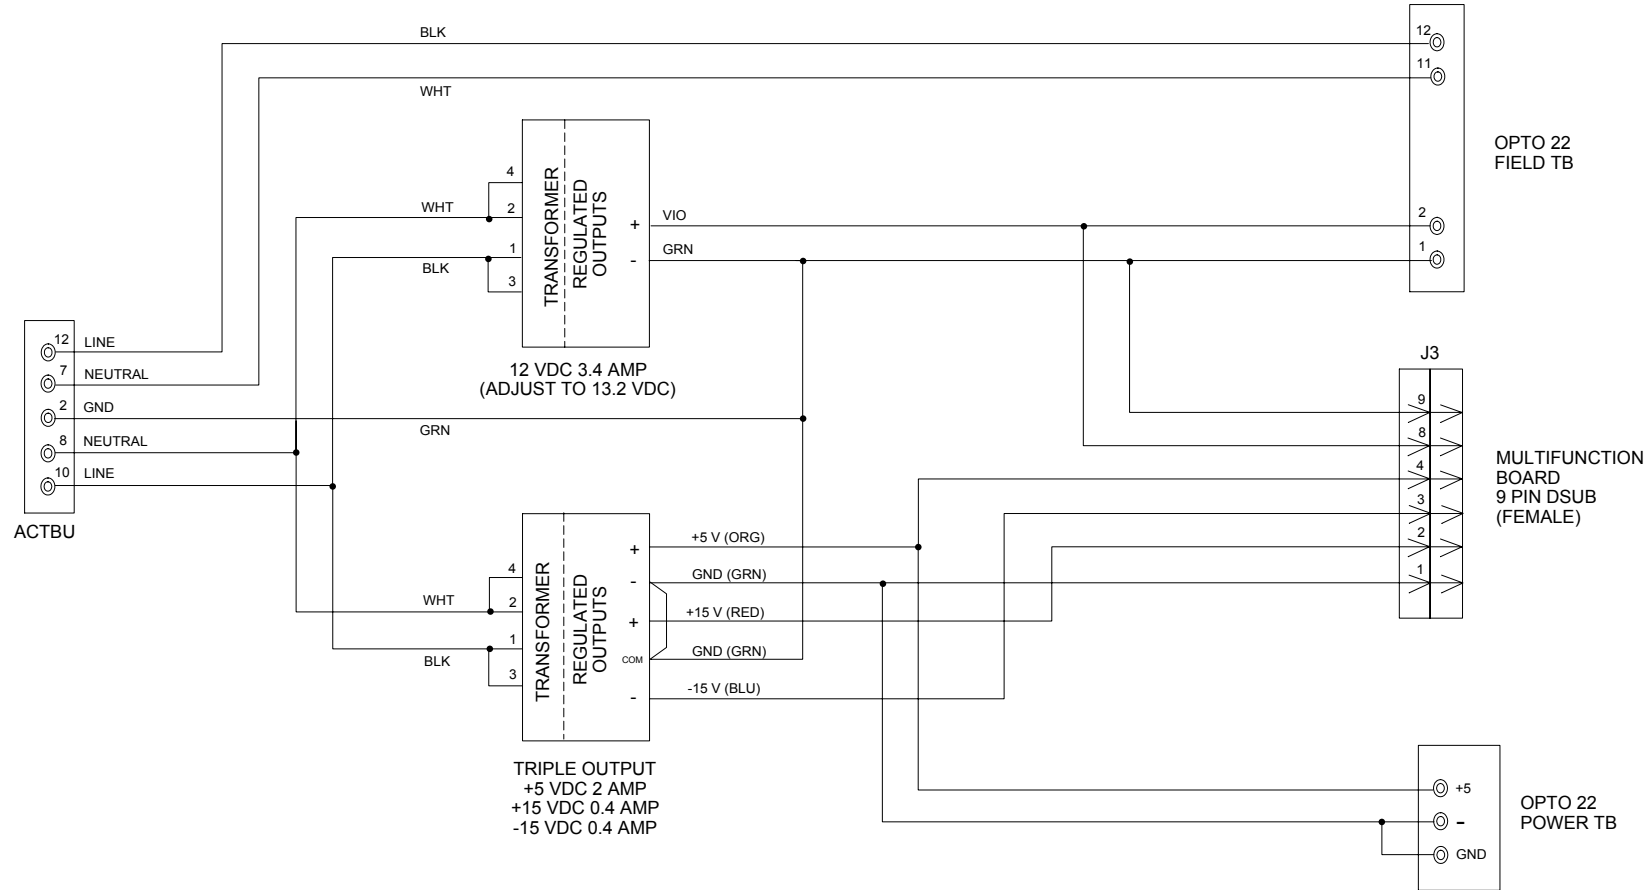 BLK
WHT
12
11
OPTO 22
FIELD TB
2
1
TRANSFORMER
REGULATED
OUTPUTS
4
2
1
3
WHT
BLK
+
-
VIO
GRN
12 VDC 3.4 AMP
(ADJUST TO 13.2 VDC)
12 LINE
7 NEUTRAL
2 GND
8 NEUTRAL
10 LINE
ACTBU
GRN
J3
9
8
4
3
2
1
MULTIFUNCTION
BOARD
9 PIN DSUB
(FEMALE)
TRANSFORMER
REGULATED
OUTPUTS
4
2
1
3
WHT
BLK
+
-
+
COM
-
+5 V (ORG)
GND (GRN)
+15 V (RED)
GND (GRN)
-15 V (BLU)
TRIPLE OUTPUT
+5 VDC 2 AMP
+15 VDC 0.4 AMP
-15 VDC 0.4 AMP
+5
-
GND
OPTO 22
POWER TB